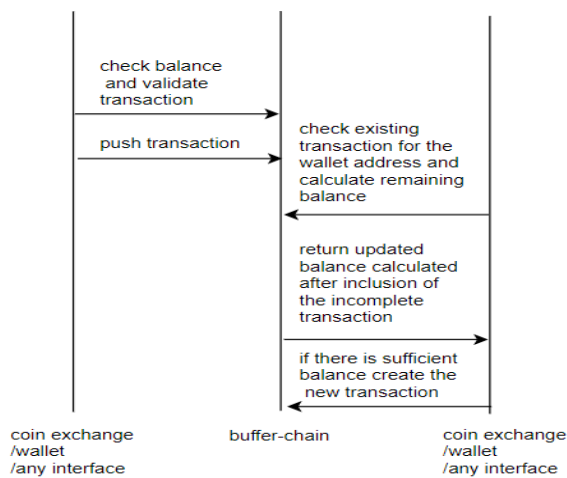 check balance
and validate
transaction
push transaction
check existing
transaction for the
wallet address and
calculate remaining
balance
return updated
balance calculated
after inclusion of
the incomplete
transaction
if there is sufficient
balance create the
new transaction
coin exchange
/wallet
/any interface
buffer-chain
coin exchange
/wallet
/any interface